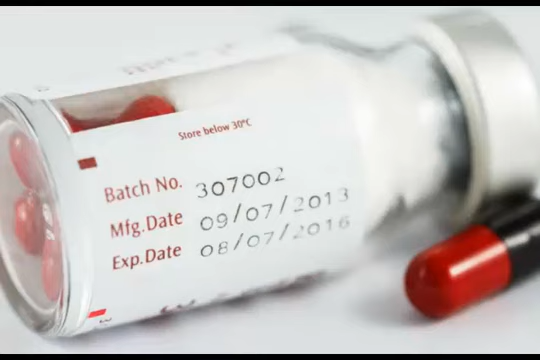 Store below 30°C
Batch No. 307002
Mfg.Date 09/07/2013
Exp.Date 08/07/2016